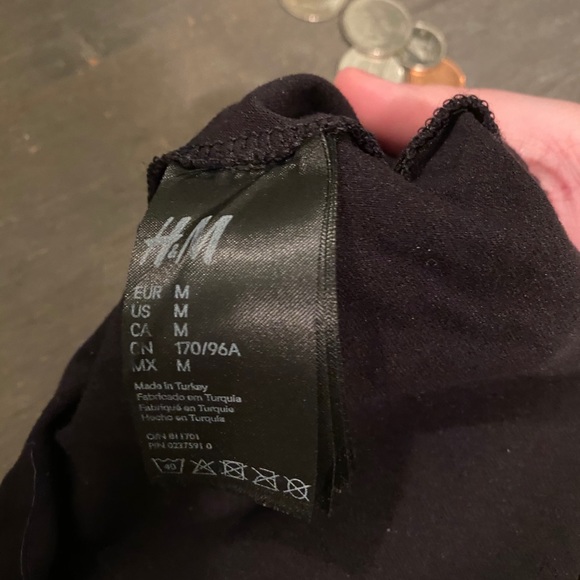 H&M
EUR M
US M
CA M
CN 170/96A
MX M
Made in Turkey
Fabricado em Turquia
Fabriqué en Turquie
Hecho en Turquía
40